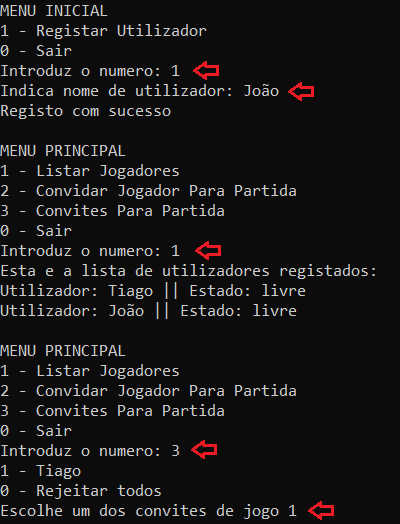 MENU INICIAL
1 - Registar Utilizador
0 - Sair
Introduz o numero: 1
Indica nome de utilizador: João
Registo com sucesso
MENU PRINCIPAL
1 - Listar Jogadores
2 - Convidar Jogador Para Partida
3 - Convites Para Partida
0 - Sair
Introduz o numero: 1
Esta e a lista de utilizadores registados:
Utilizador: Tiago || Estado: livre
Utilizador: João || Estado: livre
MENU PRINCIPAL
1 - Listar Jogadores
2 - Convidar Jogador Para Partida
3 - Convites Para Partida
0 - Sair
Introduz o numero: 3
1 - Tiago
0 - Rejeitar todos
Escolhe um dos convites de jogo 1